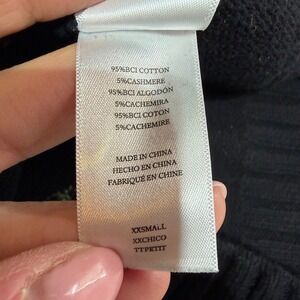 95%BCI COTTON
5%CASHMERE
95%BCI ALGODÓN
5%CACHEMIRA
95%BCI COTON
5%CACHEMIRE
MADE IN CHINA
HECHO EN CHINA
FABRIQUÉ EN CHINE
XXSMALL
XXCHICO
TTPETIT